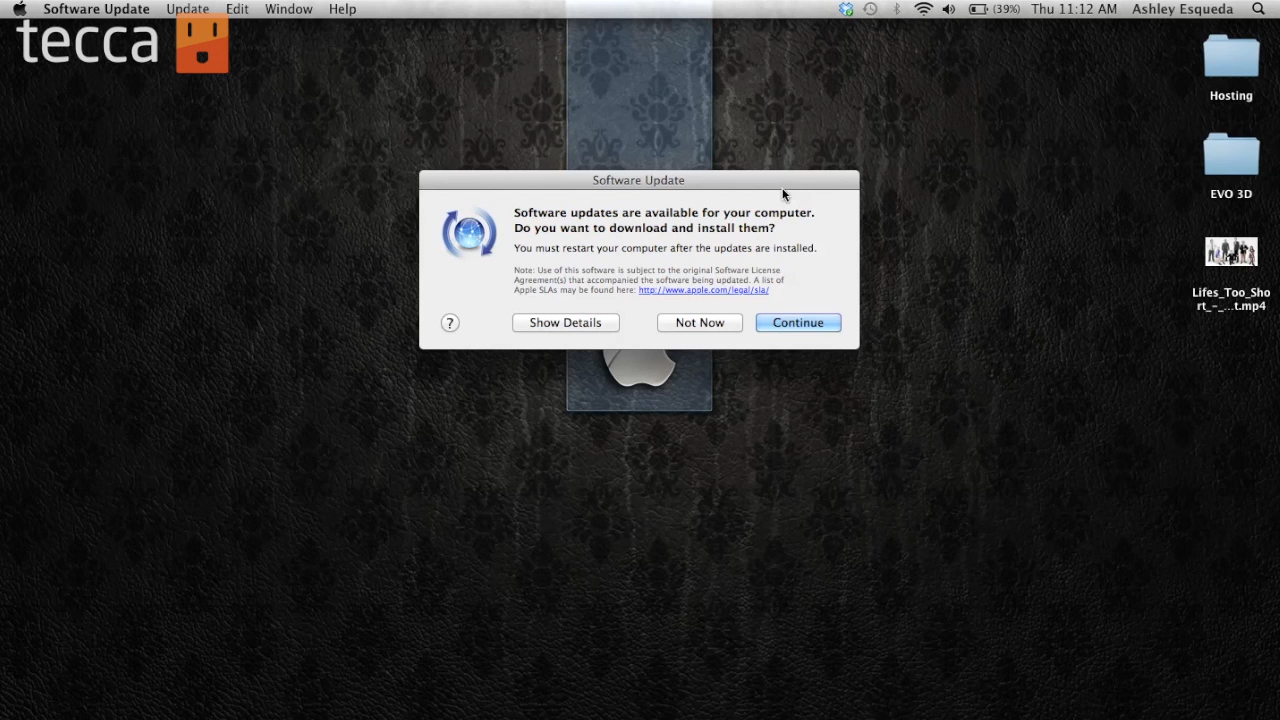 Software Update Update Edit Window Help (39%) Thu 11:12 AM Ashley Esqueda
tecca
Hosting
EVO 3D
Lifes_Too_Sho
rt_-_...t.mp4
Software Update
Software updates are available for your computer.
Do you want to download and install them?
You must restart your computer after the updates are installed.
Note: Use of this software is subject to the original Software License
Agreement(s) that accompanied the software being updated. A list of
Apple SLAs may be found here: http://www.apple.com/legal/sla/
? Show Details Not Now Continue